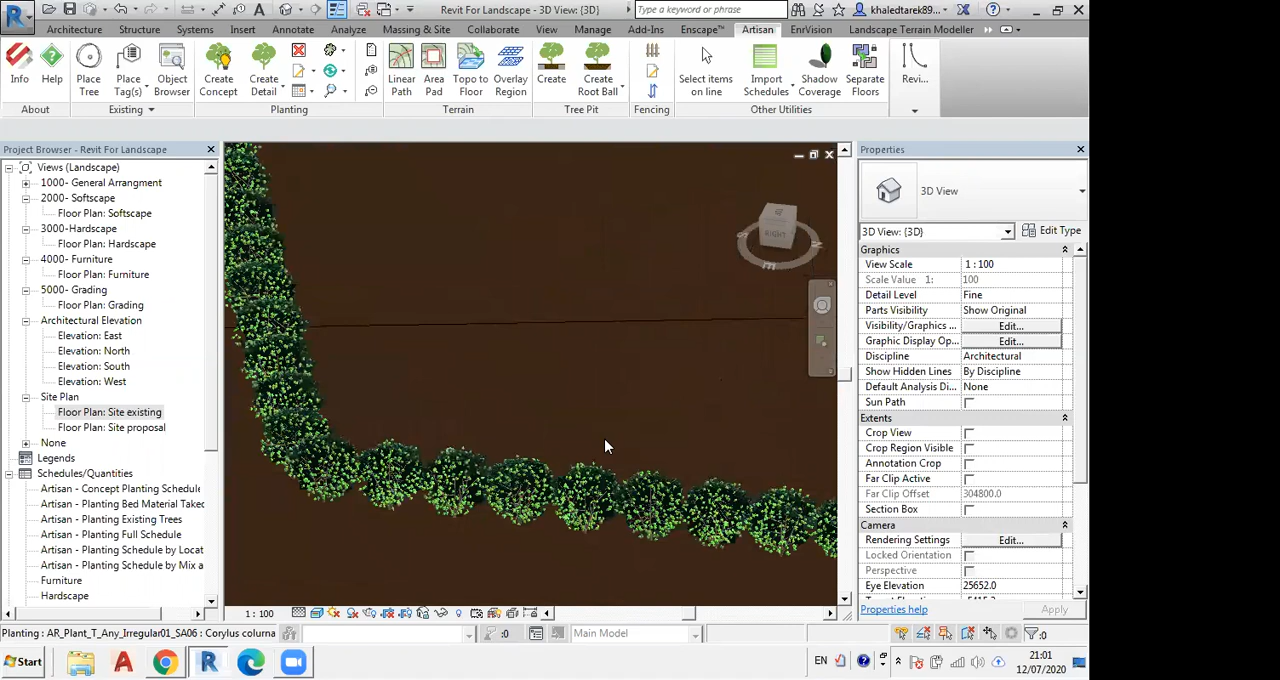 Revit For Landscape - 3D View: {3D}
Type a keyword or phrase
khaledtarek89...
Architecture Structure Systems Insert Annotate Analyze Massing & Site Collaborate View Manage Add-Ins Enscape™ Artisan EnVision Landscape Terrain Modeller
Info Help Place Tree Place Tag(s) Object Browser Create Concept Create Detail Linear Path Area Pad Topo to Floor Overlay Region Create Create Root Ball Select items on line Import Schedules Shadow Coverage Separate Floors Revi...
About Existing Planting Terrain Tree Pit Fencing Other Utilities
Project Browser - Revit For Landscape
Views (Landscape)
1000- General Arrangment
2000- Softscape
Floor Plan: Softscape
3000-Hardscape
Floor Plan: Hardscape
4000- Furniture
Floor Plan: Furniture
5000- Grading
Floor Plan: Grading
Architectural Elevation
Elevation: East
Elevation: North
Elevation: South
Elevation: West
Site Plan
Floor Plan: Site existing
Floor Plan: Site proposal
None
Legends
Schedules/Quantities
Artisan - Concept Planting Schedule
Artisan - Planting Bed Material Takeo
Artisan - Planting Existing Trees
Artisan - Planting Full Schedule
Artisan - Planting Schedule by Locat
Artisan - Planting Schedule by Mix a
Furniture
Hardscape
RIGHT
Properties
3D View
3D View: {3D} Edit Type
Graphics
View Scale 1 : 100
Scale Value 1: 100
Detail Level Fine
Parts Visibility Show Original
Visibility/Graphics ... Edit...
Graphic Display Op... Edit...
Discipline Architectural
Show Hidden Lines By Discipline
Default Analysis Di... None
Sun Path
Extents
Crop View
Crop Region Visible
Annotation Crop
Far Clip Active
Far Clip Offset 304800.0
Section Box
Camera
Rendering Settings Edit...
Locked Orientation
Perspective
Eye Elevation 25652.0
Properties help Apply
1 : 100
Planting : AR_Plant_T_Any_Irregular01_SA06 : Corylus colurna :0 Main Model :0
Start
EN
21:01
12/07/2020